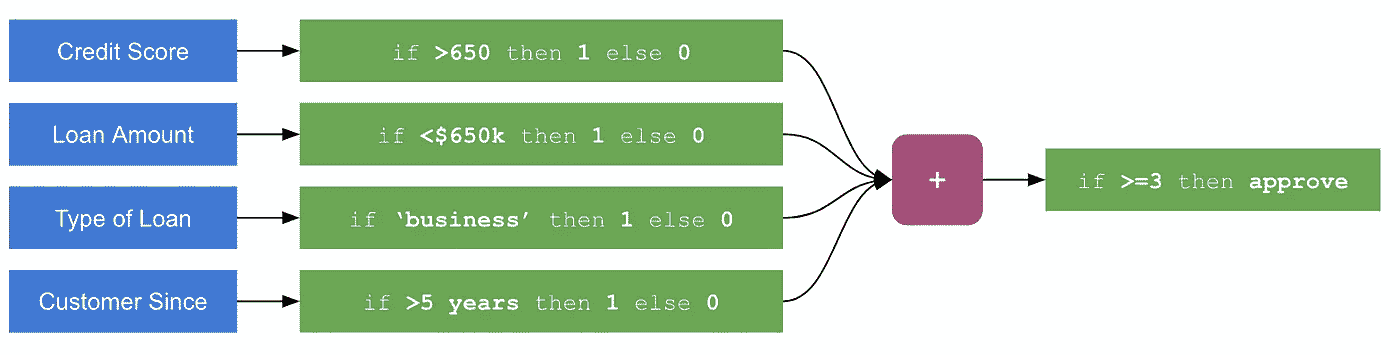 Credit Score
if >650 then 1 else 0
Loan Amount
if <$650k then 1 else 0
Type of Loan
if ‘business’ then 1 else 0
Customer Since
if >5 years then 1 else 0
+
if >=3 then approve